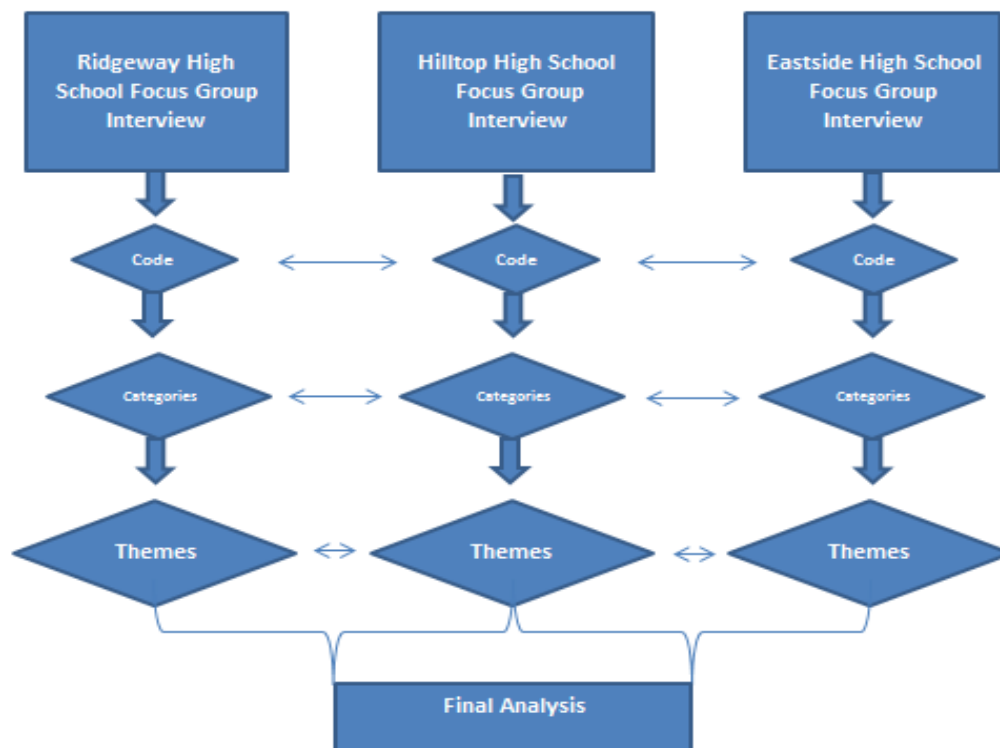 Ridgeway High
School Focus Group
Interview
Hilltop High School
Focus Group
Interview
Eastside High School
Focus Group
Interview
Code
Code
Code
Categories
Categories
Categories
Themes
Themes
Themes
Final Analysis